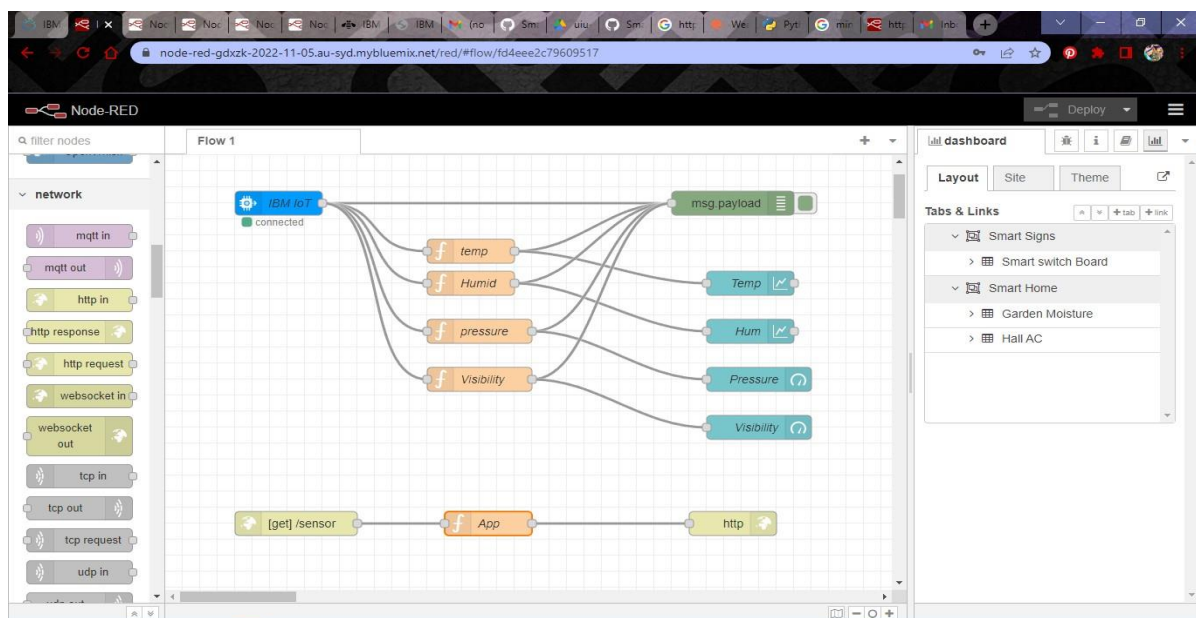 IBM
X
Noc
Noc
Noc
Noc
IBM
IBM
(no
Sm
uiu
Sm
http
We
Pyt
min
http
Inb
node-red-gdxzk-2022-11-05.au-syd.mybluemix.net/red/#flow/fd4eee2c79609517
Node-RED
Deploy
filter nodes
Flow 1
dashboard
i
network
mqtt in
mqtt out
http in
http response
http request
websocket in
websocket
out
tcp in
tcp out
tcp request
udp in
IBM IoT
connected
msg.payload
temp
Humid
pressure
Visibility
Temp
Hum
Pressure
Visibility
[get] /sensor
App
http
Layout
Site
Theme
Tabs & Links
+tab
+link
Smart Signs
Smart switch Board
Smart Home
Garden Moisture
Hall AC